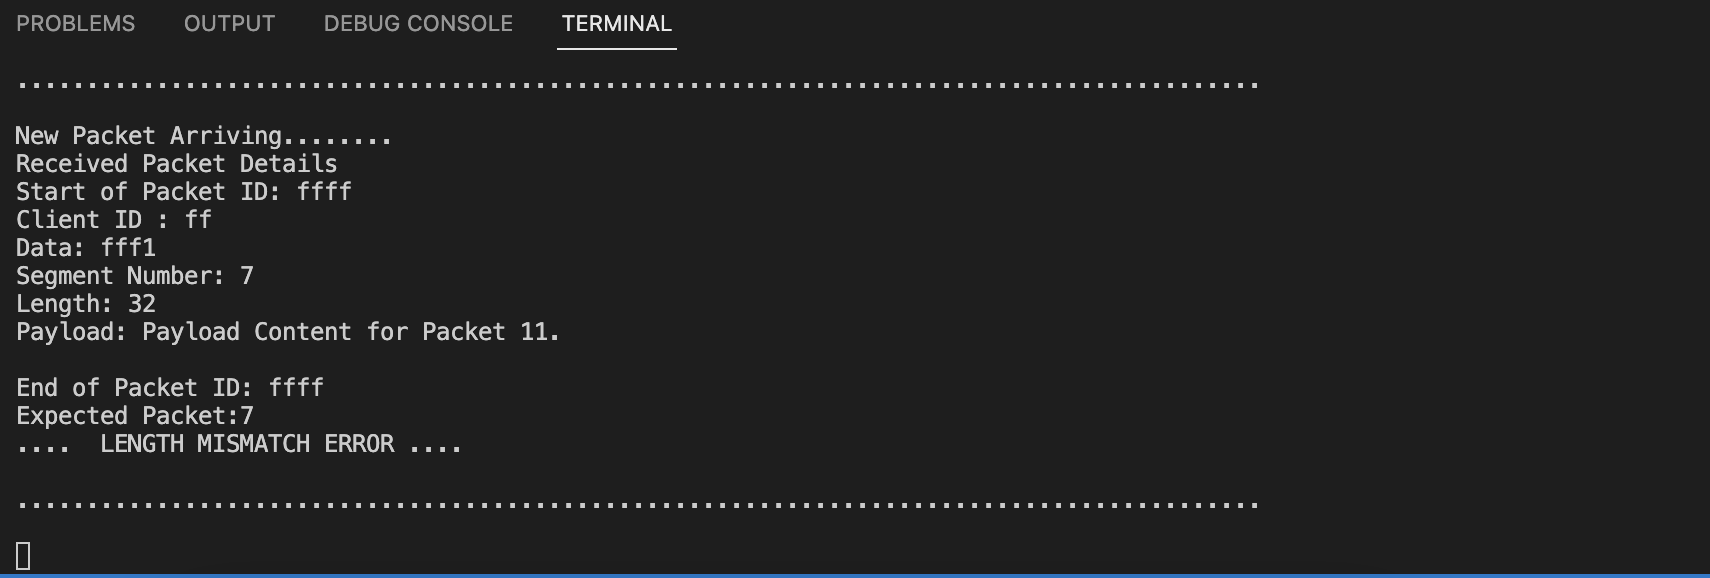 PROBLEMS OUTPUT DEBUG CONSOLE TERMINAL
.........................................................................................
New Packet Arriving........
Received Packet Details
Start of Packet ID: ffff
Client ID : ff
Data: fff1
Segment Number: 7
Length: 32
Payload: Payload Content for Packet 11.
End of Packet ID: ffff
Expected Packet:7
....  LENGTH MISMATCH ERROR ....
.........................................................................................